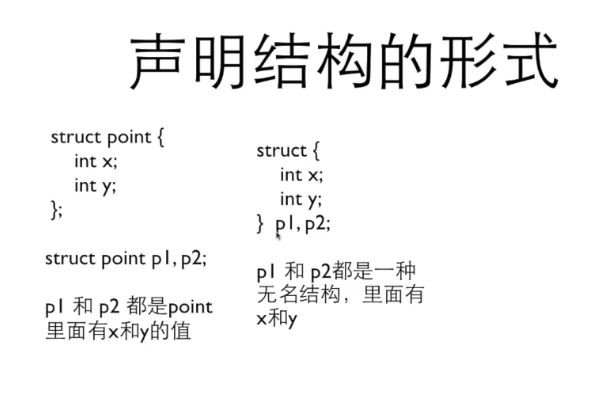 声明结构的形式
struct point {
int x;
int y;
};
struct point p1, p2;
p1 和 p2 都是point
里面有x和y的值
struct {
int x;
int y;
} p1, p2;
p1 和 p2都是一种
无名结构，里面有
x和y